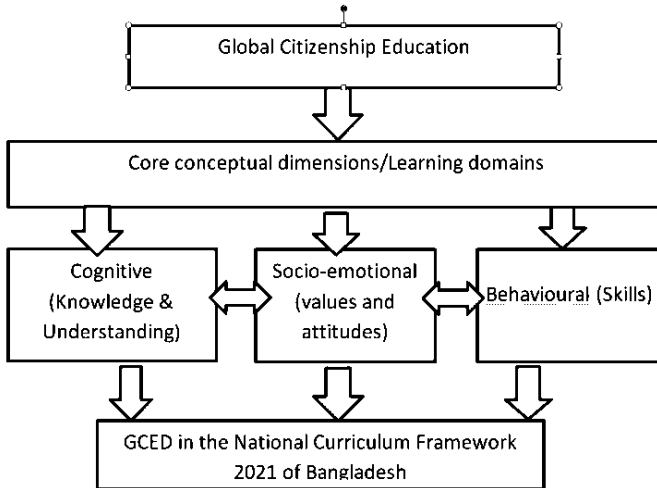 Global Citizenship Education
Core conceptual dimensions/Learning domains
Cognitive
(Knowledge &
Understanding)
Socio-emotional
(values and
attitudes)
Behavioural (Skills)
GCED in the National Curriculum Framework
2021 of Bangladesh